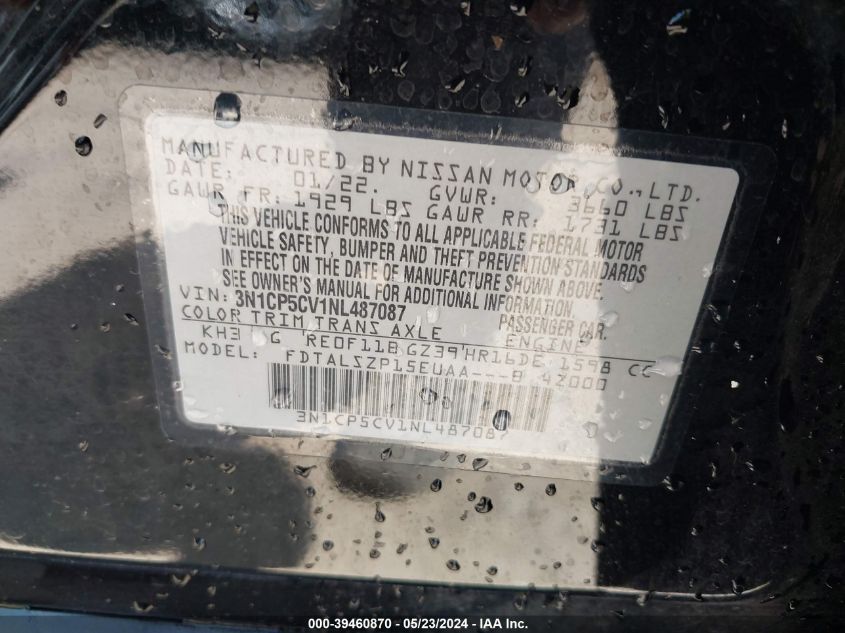 MANUFACTURED BY NISSAN MOTOR CO., LTD.
DATE: 01/22. GVWR: 3660 LBS
GAWR FR: 1929 LBS GAWR RR: 1731 LBS
THIS VEHICLE CONFORMS TO ALL APPLICABLE FEDERAL MOTOR
VEHICLE SAFETY, BUMPER AND THEFT PREVENTION STANDARDS
IN EFFECT ON THE DATE OF MANUFACTURE SHOWN ABOVE.
SEE OWNER'S MANUAL FOR ADDITIONAL INFORMATION.
VIN: 3N1CP5CV1NL487087 PASSENGER CAR.
COLOR TRIM TRANS AXLE ENGINE
KH3 G RE0F11B GZ39 HR16DE 1598 CC
MODEL: FDTALSZP15EUAA---B 42000
3N1CP5CV1NL487087
000-39460870 - 05/23/2024 - IAA Inc.